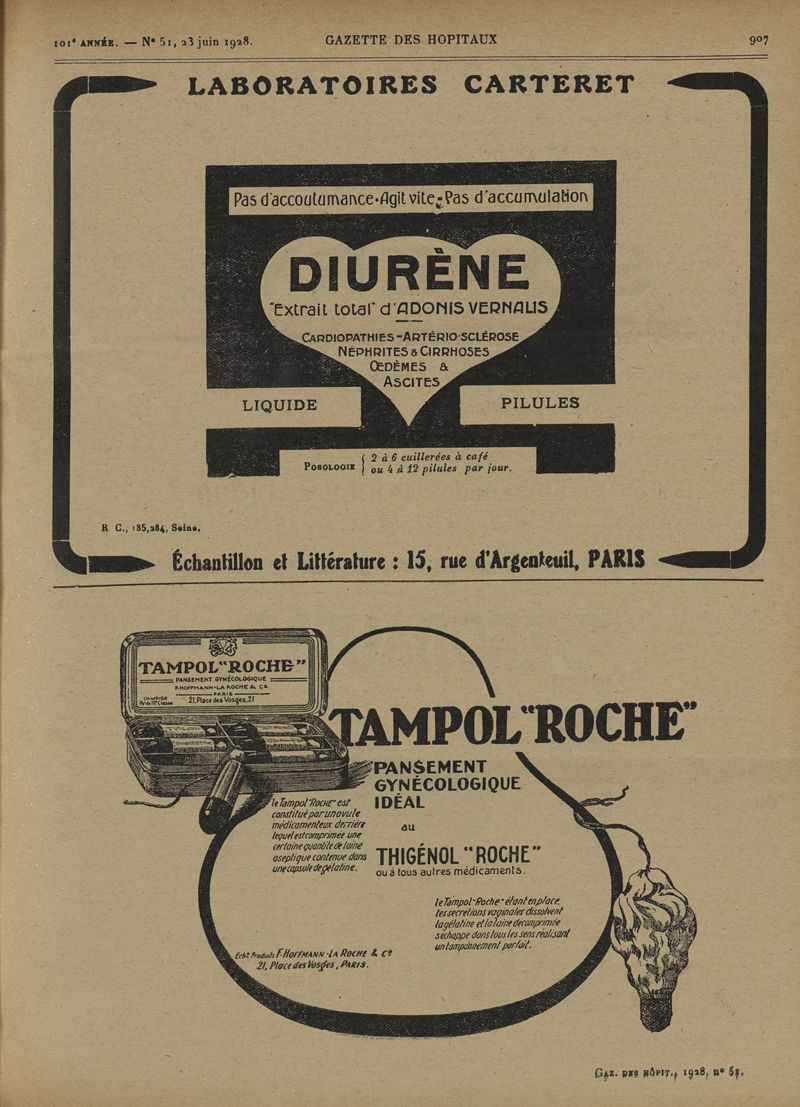 101e ANNÉE. — N° 51, 23 juin 1928.
GAZETTE DES HOPITAUX
907
LABORATOIRES CARTERET
Pas d'accoutumance•Agit vite•Pas d'accumulation
DIURÈNE
"Extrait total" d'ADONIS VERNALIS
CARDIOPATHIES-ARTÉRIO-SCLÉROSE
NÉPHRITES & CIRRHOSES
ŒDÈMES &
ASCITES
LIQUIDE
PILULES
POSOLOGIE
2 à 6 cuillerées à café
ou 4 à 12 pilules par jour.
R C., 185,284, Seine.
Échantillon et Littérature : 15, rue d'Argenteuil, PARIS
TAMPOL "ROCHE"
PANSEMENT GYNÉCOLOGIQUE
F. HOFFMANN-LA ROCHE & Cie
PARIS
21, Place des Vosges, 21
TAMPOL "ROCHE"
PANSEMENT
GYNÉCOLOGIQUE
IDÉAL
au
THIGÉNOL "ROCHE"
ou à tous autres médicaments.
le Tampol "ROCHE" est
constitué par un ovule
médicamenteux derrière
lequel est comprimée une
certaine quantité de laine
aseptique contenue dans
une capsule de gélatine.
le Tampol-Roche-étant en place,
les secrétions vaginales dissolvent
la gélatine et la laine décomprimée
s'échappe dans tous les sens réalisant
un tamponnement parfait.
Echt. Produits F. HOFFMANN-LA ROCHE & Cie
21, Place des Vosges, PARIS.
GAZ. DES HÔPIT., 1928, n° 51.